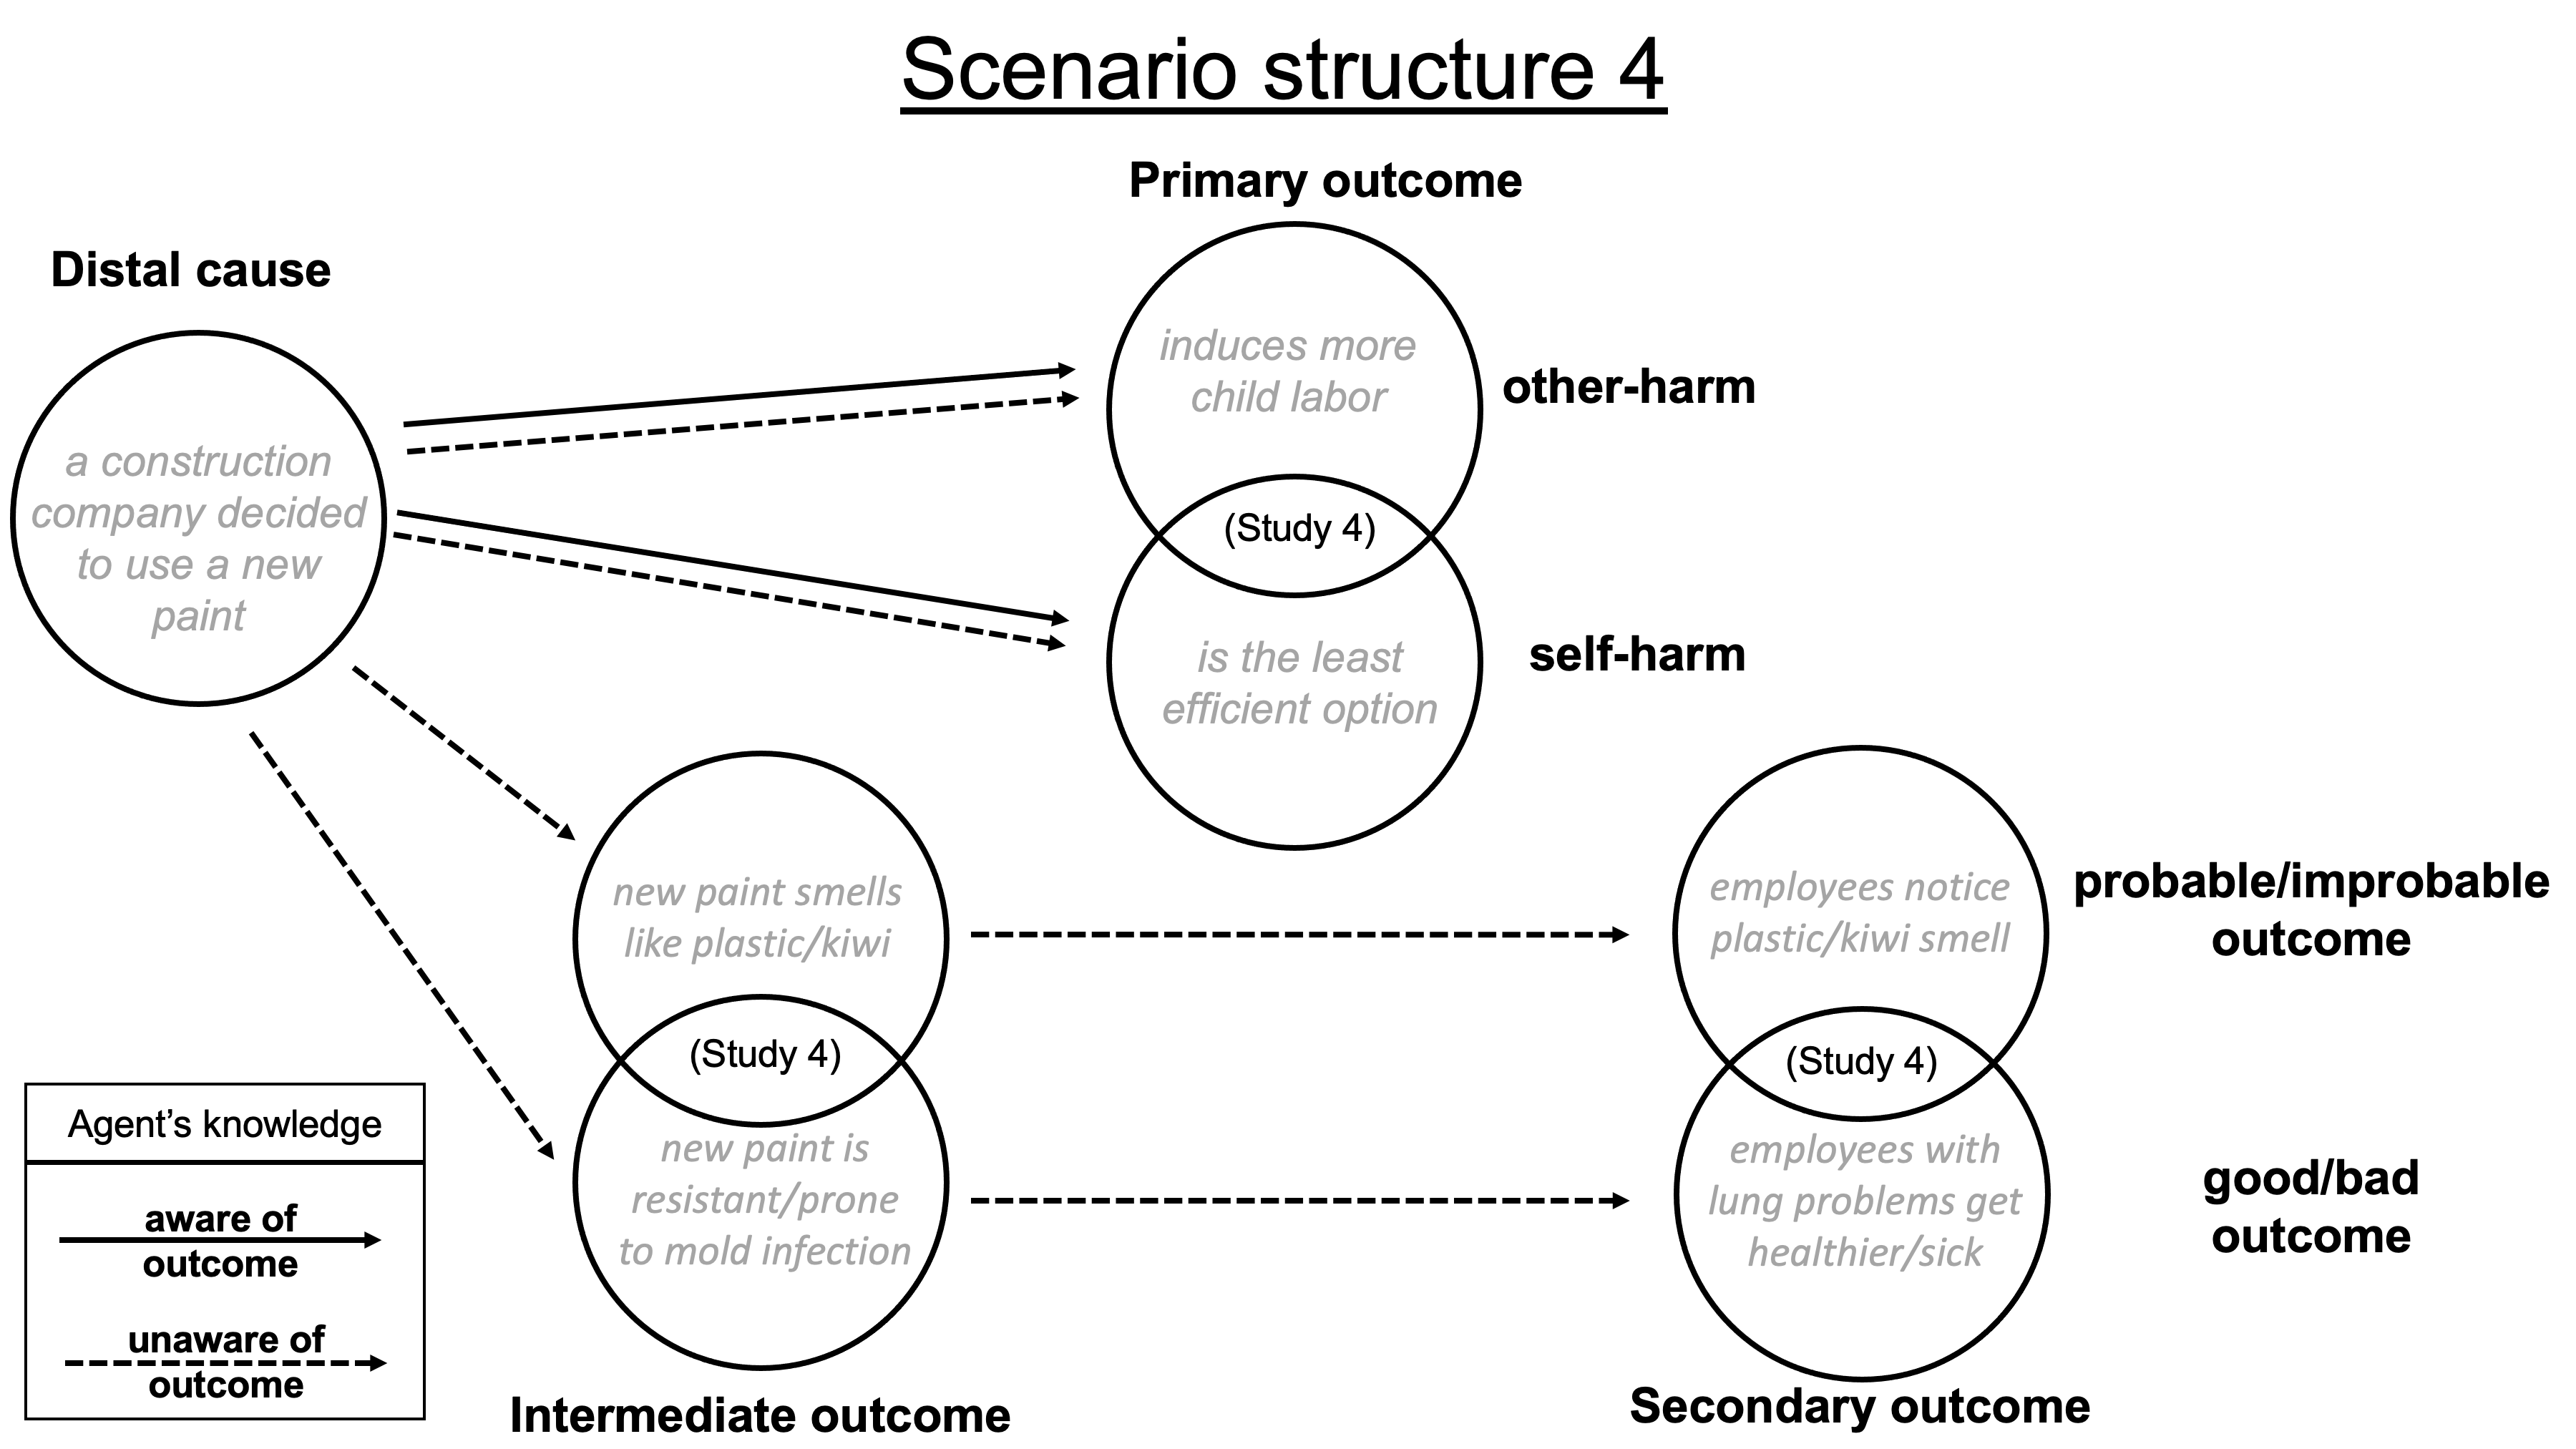 Scenario structure 4
Primary outcome
Distal cause
induces more
child labor
other-harm
a construction
company decided
to use a new
paint
(Study 4)
is the least
efficient option
self-harm
new paint smells
like plastic/kiwi
employees notice
plastic/kiwi smell
probable/improbable
outcome
(Study 4)
(Study 4)
new paint is
resistant/prone
to mold infection
employees with
lung problems get
healthier/sick
good/bad
outcome
Agent’s knowledge
aware of
outcome
unaware of
outcome
Intermediate outcome
Secondary outcome